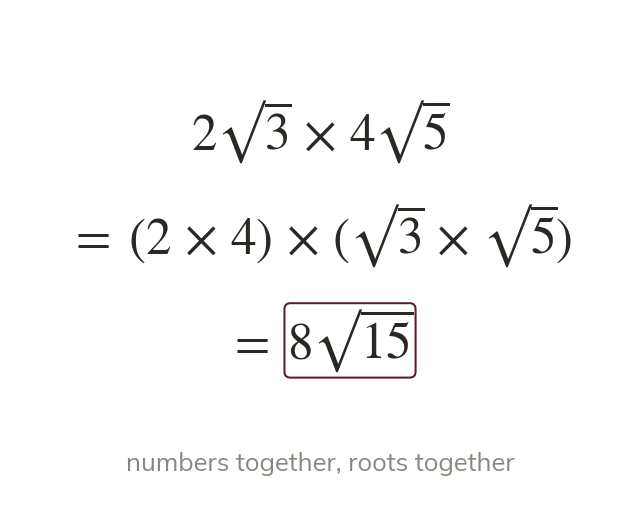 2√3 × 4√5
= (2 × 4) × (√3 × √5)
= 8√15
numbers together, roots together